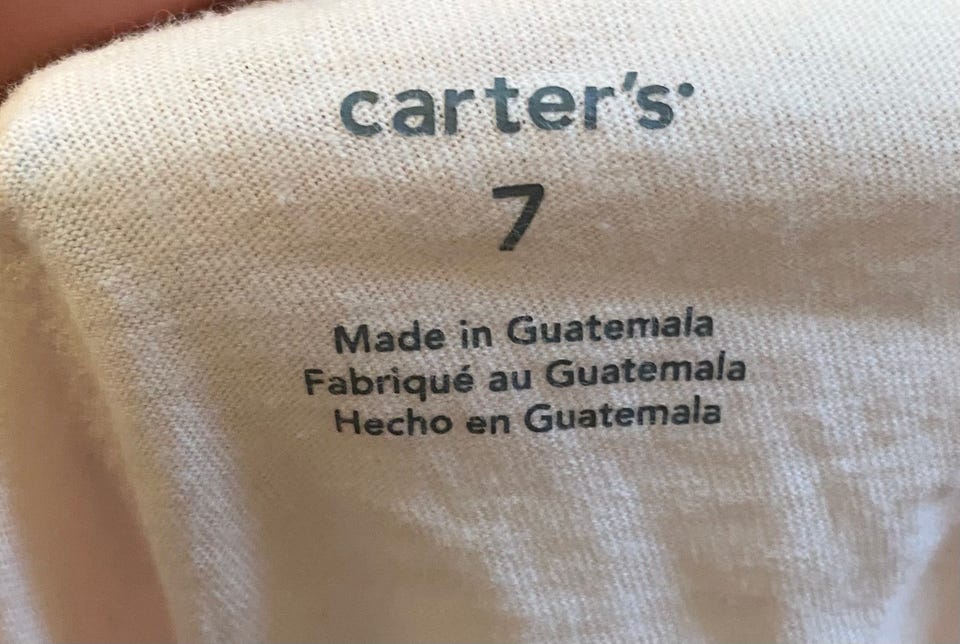 carter's
7
Made in Guatemala
Fabriqué au Guatemala
Hecho en Guatemala